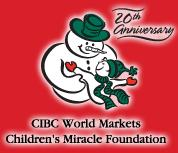 20th
Anniversary
CIBC World Markets
Children's Miracle Foundation